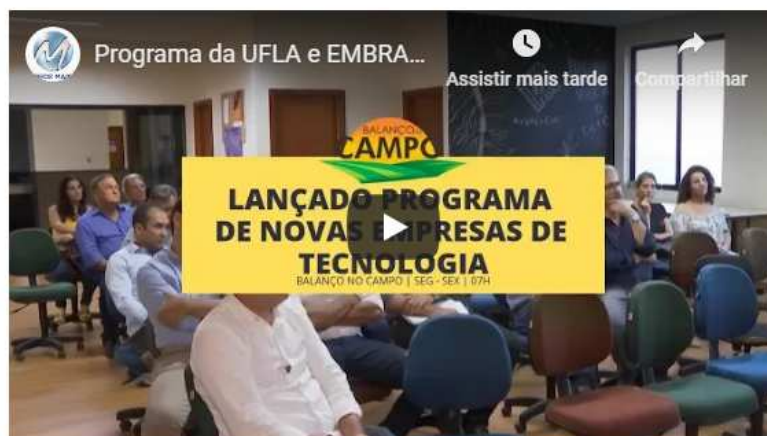 Programa da UFLA e EMBRA...
Assistir mais tarde
Compartilhar
BALANÇO
CAMPO
LANÇADO PROGRAMA
DE NOVAS EMPRESAS DE
TECNOLOGIA
BALANÇO NO CAMPO | SEG - SEX | 07H